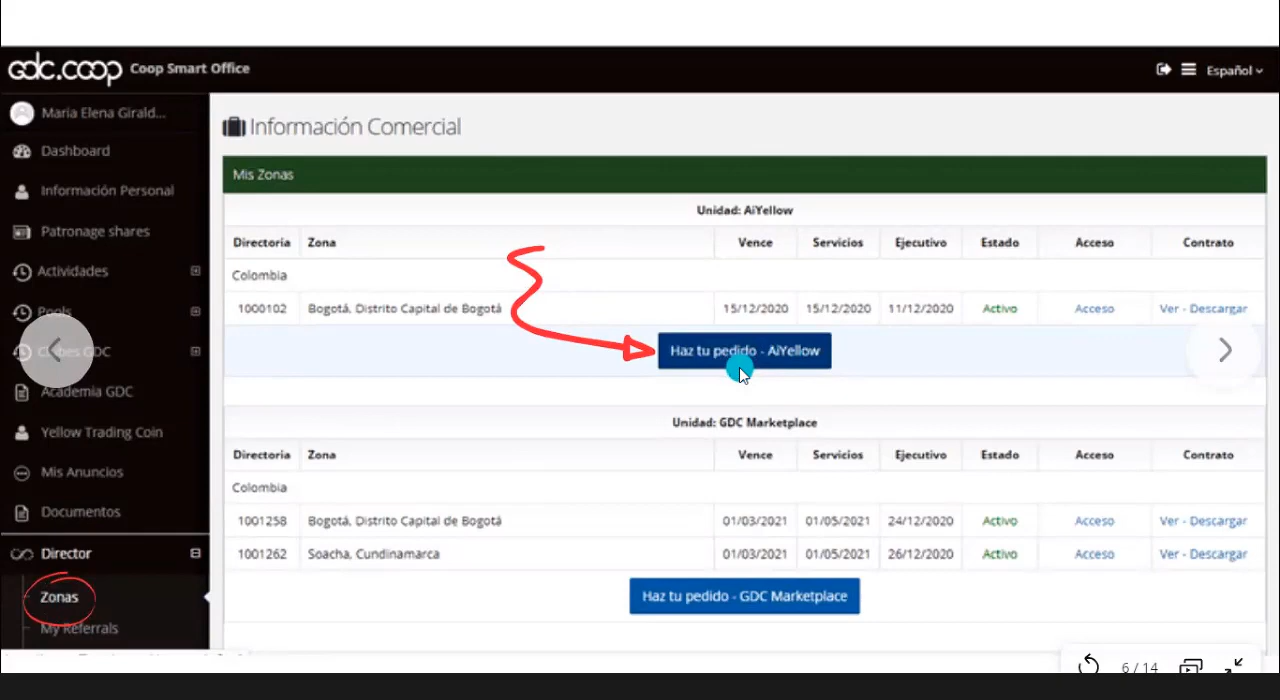 gdc.coop Coop Smart Office
Español
Maria Elena Girald...
Dashboard
Información Personal
Patronage shares
Actividades
Pools
Clubes GDC
Academia GDC
Yellow Trading Coin
Mis Anuncios
Documentos
Director
Zonas
My Referrals
Información Comercial
Mis Zonas
Unidad: AiYellow
Directoria Zona Vence Servicios Ejecutivo Estado Acceso Contrato
Colombia
1000102 Bogotá, Distrito Capital de Bogotá 15/12/2020 15/12/2020 11/12/2020 Activo Acceso Ver - Descargar
Haz tu pedido - AiYellow
Unidad: GDC Marketplace
Directoria Zona Vence Servicios Ejecutivo Estado Acceso Contrato
Colombia
1001258 Bogotá, Distrito Capital de Bogotá 01/03/2021 01/05/2021 24/12/2020 Activo Acceso Ver - Descargar
1001262 Soacha, Cundinamarca 01/03/2021 01/05/2021 26/12/2020 Activo Acceso Ver - Descargar
Haz tu pedido - GDC Marketplace
6 / 14